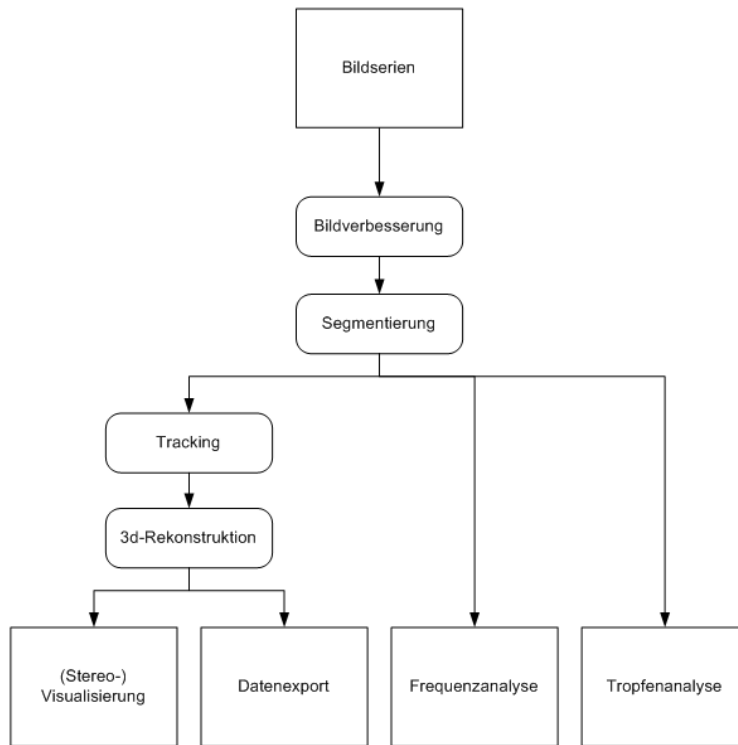 Bildserien
Bildverbesserung
Segmentierung
Tracking
3d-Rekonstruktion
(Stereo-)
Visualisierung
Datenexport
Frequenzanalyse
Tropfenanalyse